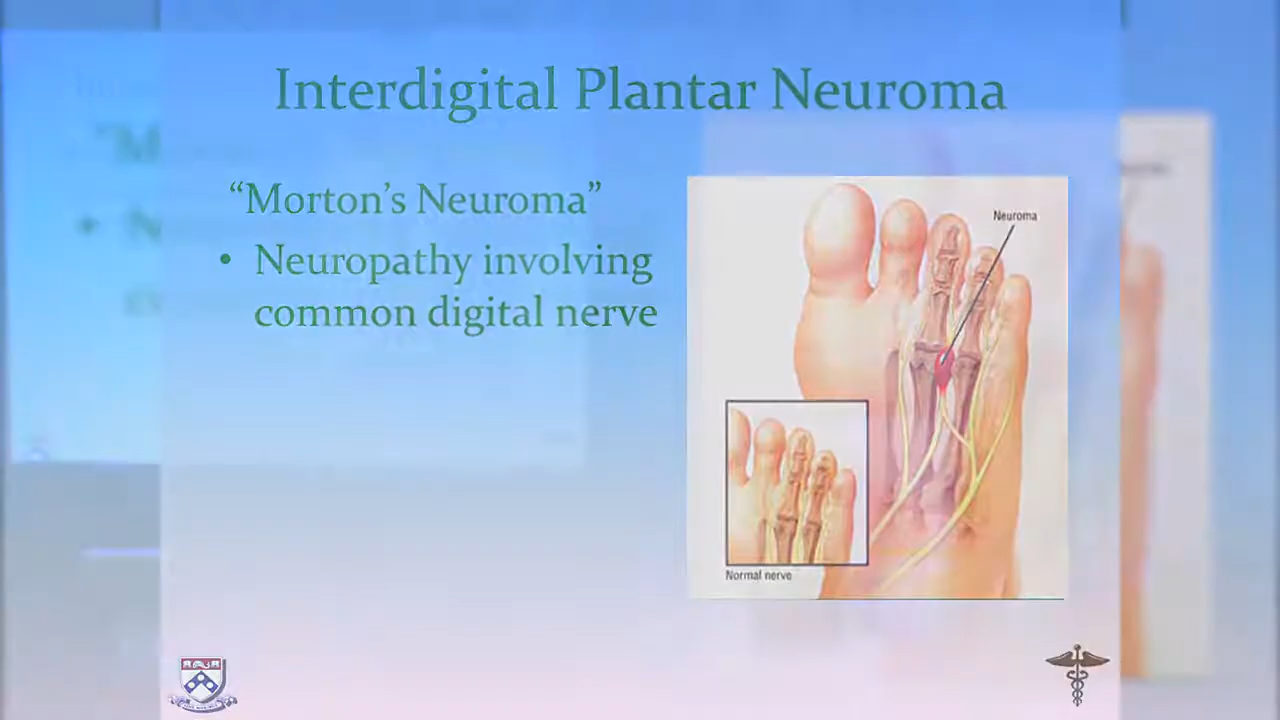 Interdigital Plantar Neuroma
“Morton’s Neuroma”
• Neuropathy involving
common digital nerve
Neuroma
Normal nerve